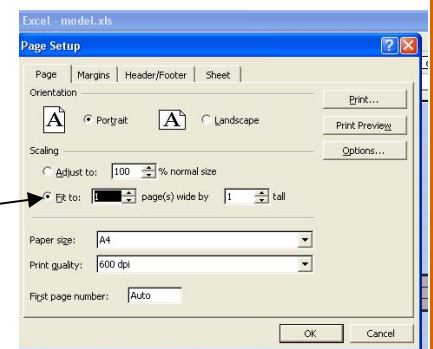 Excel - model.xls
Page Setup
Page Margins Header/Footer Sheet
Orientation
A Portrait A Landscape
Print...
Print Preview
Options...
Scaling
Adjust to: 100 % normal size
Fit to: 1 page(s) wide by 1 tall
Paper size: A4
Print quality: 600 dpi
First page number: Auto
OK Cancel